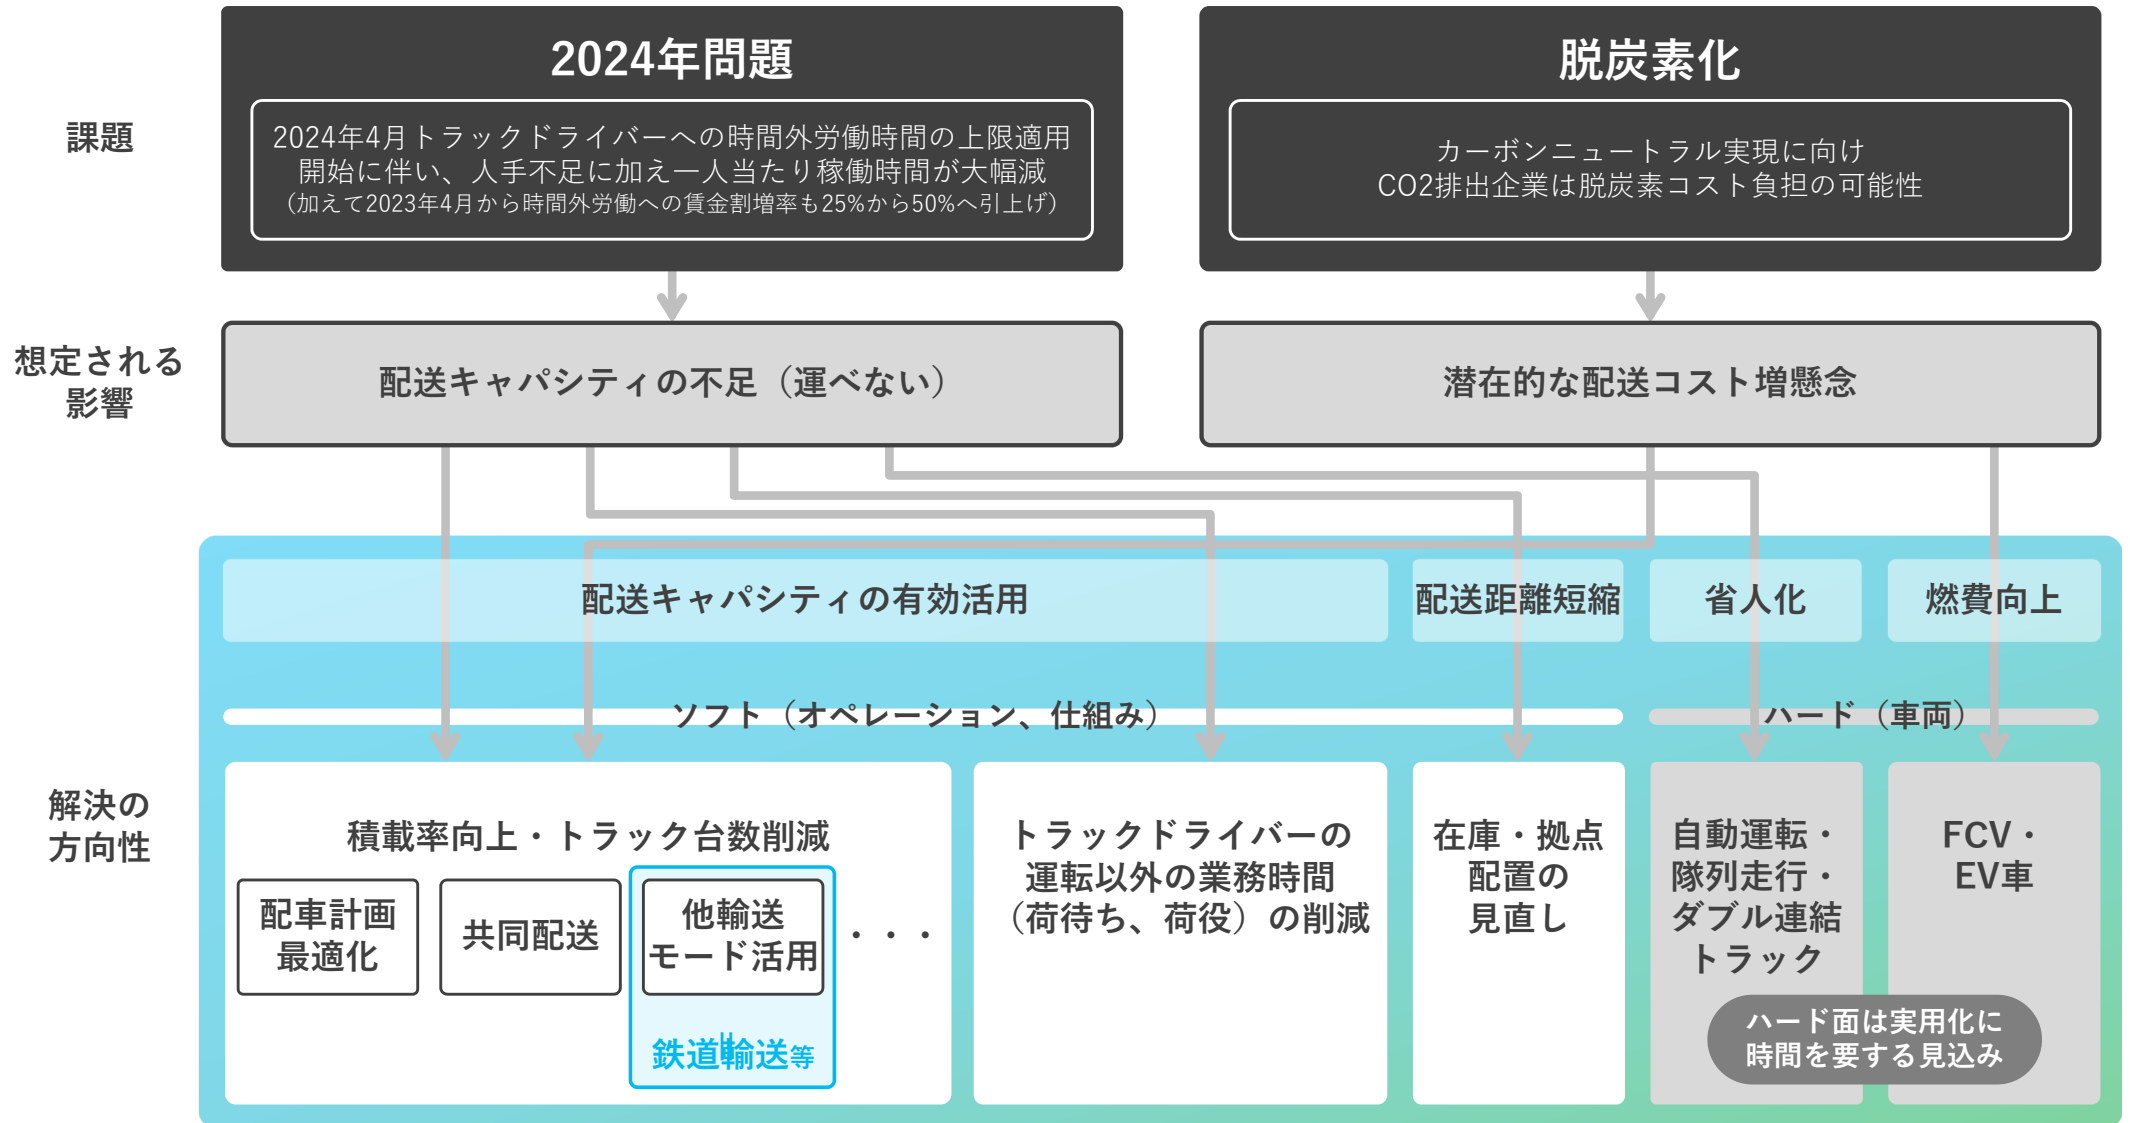 課題
2024年問題
2024年4月トラックドライバーへの時間外労働時間の上限適用
開始に伴い、人手不足に加え一人当たり稼働時間が大幅減
（加えて2023年4月から時間外労働への賃金割増率も25%から50%へ引上げ）
脱炭素化
カーボンニュートラル実現に向け
CO2排出企業は脱炭素コスト負担の可能性
想定される
影響
配送キャパシティの不足（運べない）
潜在的な配送コスト増懸念
解決の
方向性
配送キャパシティの有効活用
配送距離短縮
省人化
燃費向上
ソフト（オペレーション、仕組み）
ハード（車両）
積載率向上・トラック台数削減
配車計画
最適化
共同配送
他輸送
モード活用
・・・
鉄道輸送等
トラックドライバーの
運転以外の業務時間
（荷待ち、荷役）の削減
在庫・拠点
配置の
見直し
自動運転・
隊列走行・
ダブル連結
トラック
FCV・
EV車
ハード面は実用化に
時間を要する見込み